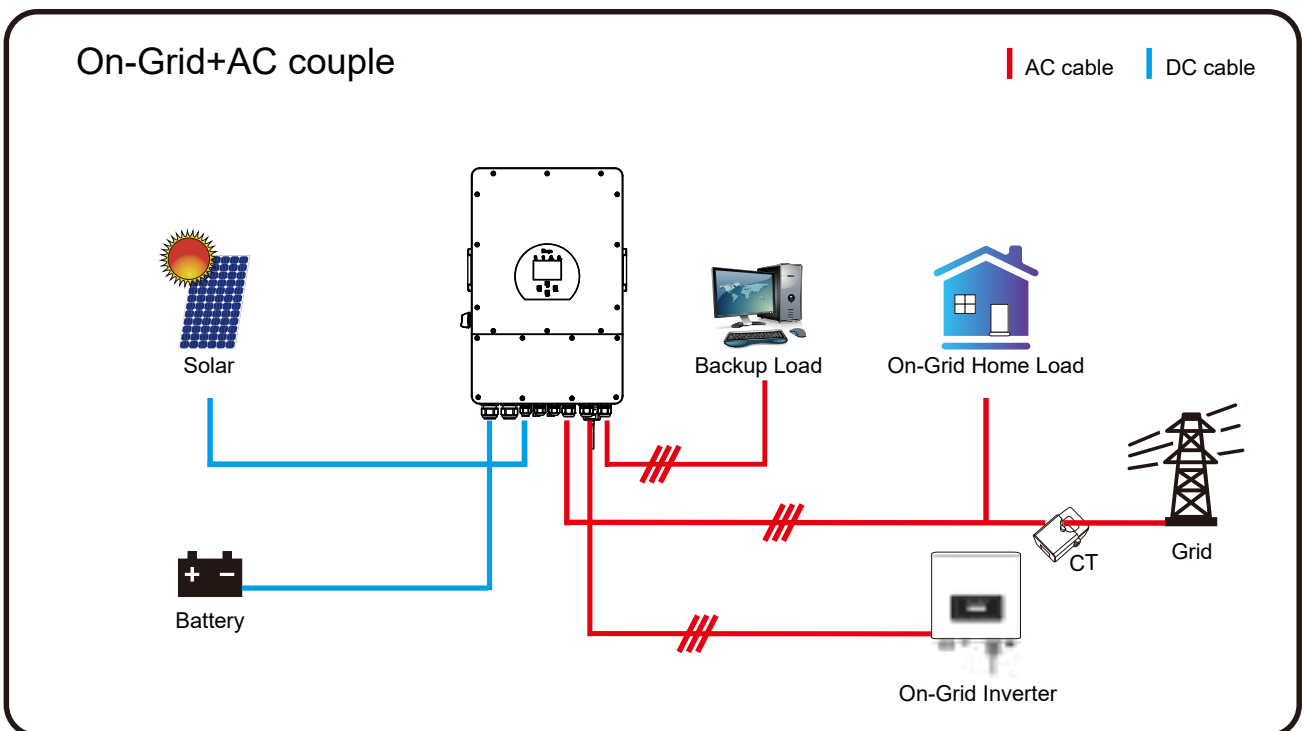 On-Grid+AC couple
AC cable
DC cable
Solar
Backup Load
On-Grid Home Load
CT
Grid
+ −
Battery
On-Grid Inverter